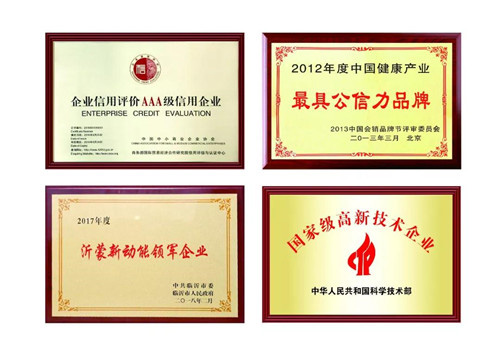 企业信用评价AAA级信用企业
ENTERPRISE CREDIT EVALUATION
2012年度中国健康产业
最具公信力品牌
2013中国会销品牌节评审委员会
二〇一三年三月 北京
2017年度
沂蒙新动能领军企业
中共临沂市委
临沂市人民政府
二〇一八年二月
国家级高新技术企业
中华人民共和国科学技术部